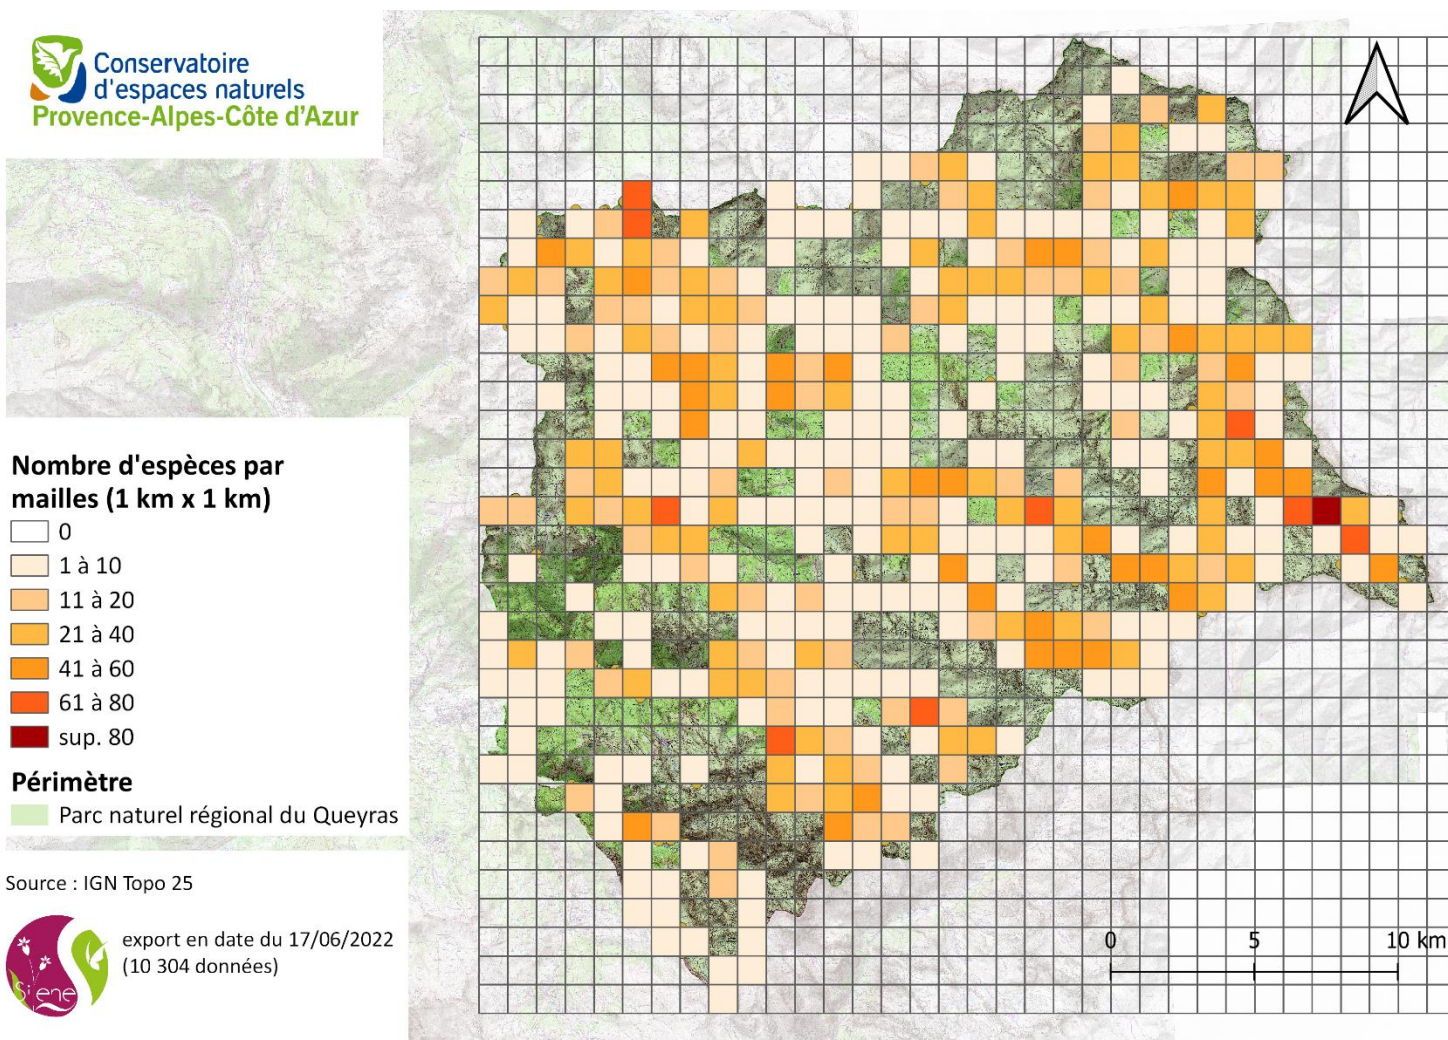 Conservatoire
d'espaces naturels
Provence-Alpes-Côte d'Azur
Nombre d'espèces par
mailles (1 km x 1 km)
0
1 à 10
11 à 20
21 à 40
41 à 60
61 à 80
sup. 80
Périmètre
Parc naturel régional du Queyras
Source : IGN Topo 25
Silene
export en date du 17/06/2022
(10 304 données)
0 5 10 km